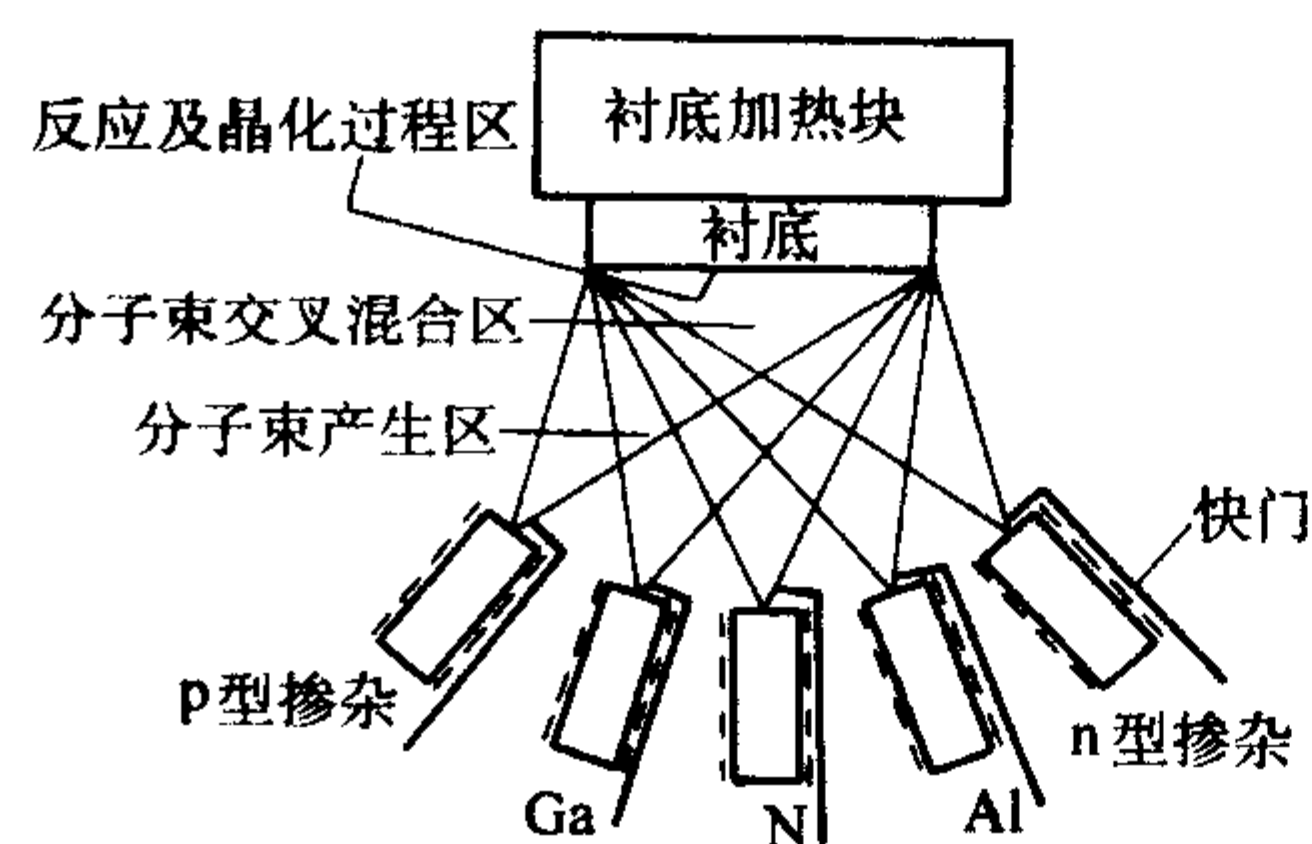 衬底加热块
反应及晶化过程区
衬底
分子束交叉混合区
分子束产生区
快门
p型掺杂
n型掺杂
Ga
N
Al